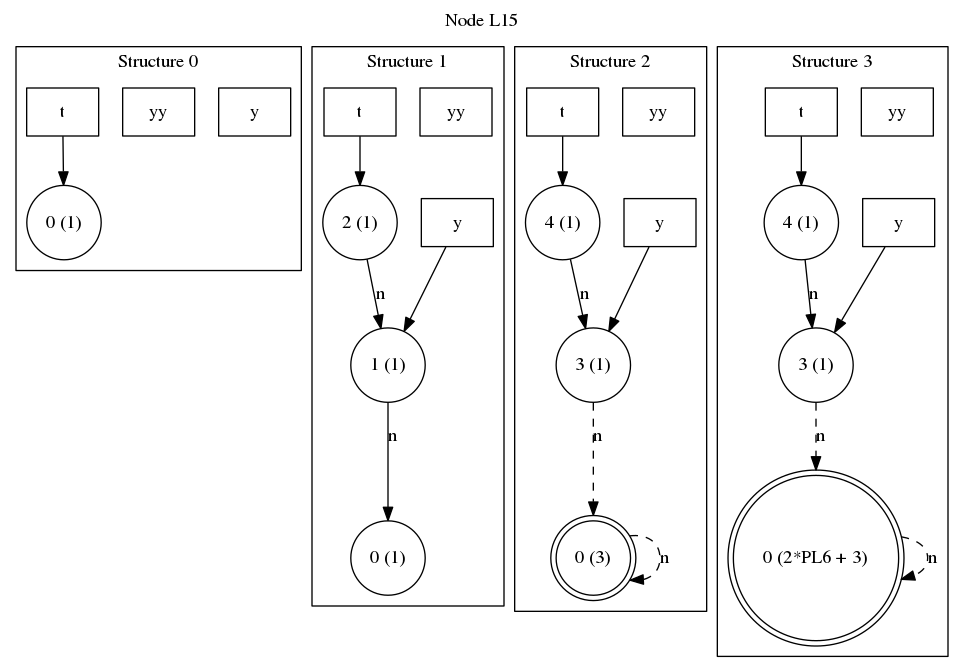 Node L15
Structure 0
t
yy
y
0 (1)
Structure 1
t
yy
2 (1)
y
n
1 (1)
n
0 (1)
Structure 2
t
yy
4 (1)
y
n
3 (1)
n
0 (3)
n
Structure 3
t
yy
4 (1)
y
n
3 (1)
n
0 (2*PL6 + 3)
n